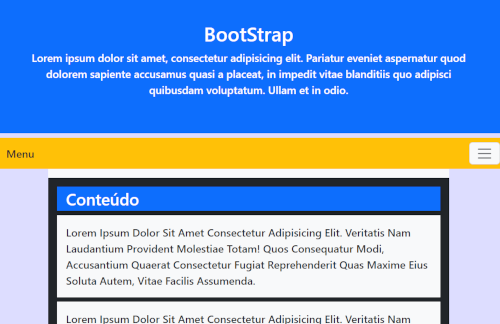 BootStrap
Lorem ipsum dolor sit amet, consectetur adipisicing elit. Pariatur eveniet aspernatur quod
dolorem sapiente accusamus quasi a placeat, in impedit vitae blanditiis quo adipisci
quibusdam voluptatum. Ullam et in odio.
Menu
Conteúdo
Lorem Ipsum Dolor Sit Amet Consectetur Adipisicing Elit. Veritatis Nam
Laudantium Provident Molestiae Totam! Quos Consequatur Modi,
Accusantium Quaerat Consectetur Fugiat Reprehenderit Quas Maxime Eius
Soluta Autem, Vitae Facilis Assumenda.
Lorem Ipsum Dolor Sit Amet Consectetur Adipisicing Elit. Veritatis Nam